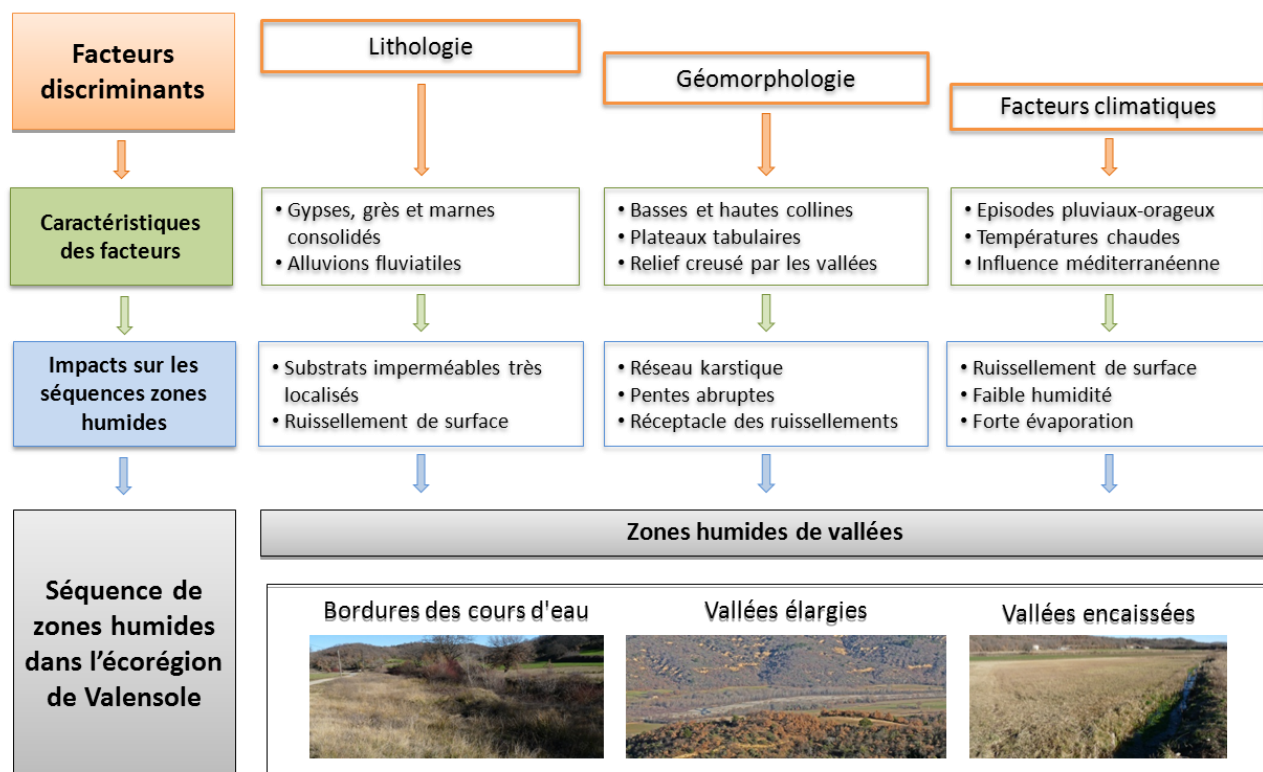 Facteurs
discriminants
Lithologie
Géomorphologie
Facteurs climatiques
Caractéristiques
des facteurs
• Gypses, grès et marnes
consolidés
• Alluvions fluviatiles
• Basses et hautes collines
• Plateaux tabulaires
• Relief creusé par les vallées
• Episodes pluviaux-orageux
• Températures chaudes
• Influence méditerranéenne
Impacts sur les
séquences zones
humides
• Substrats imperméables très
localisés
• Ruissellement de surface
• Réseau karstique
• Pentes abruptes
• Réceptacle des ruissellements
• Ruissellement de surface
• Faible humidité
• Forte évaporation
Séquence de
zones humides
dans l’écorégion
de Valensole
Zones humides de vallées
Bordures des cours d'eau
Vallées élargies
Vallées encaissées